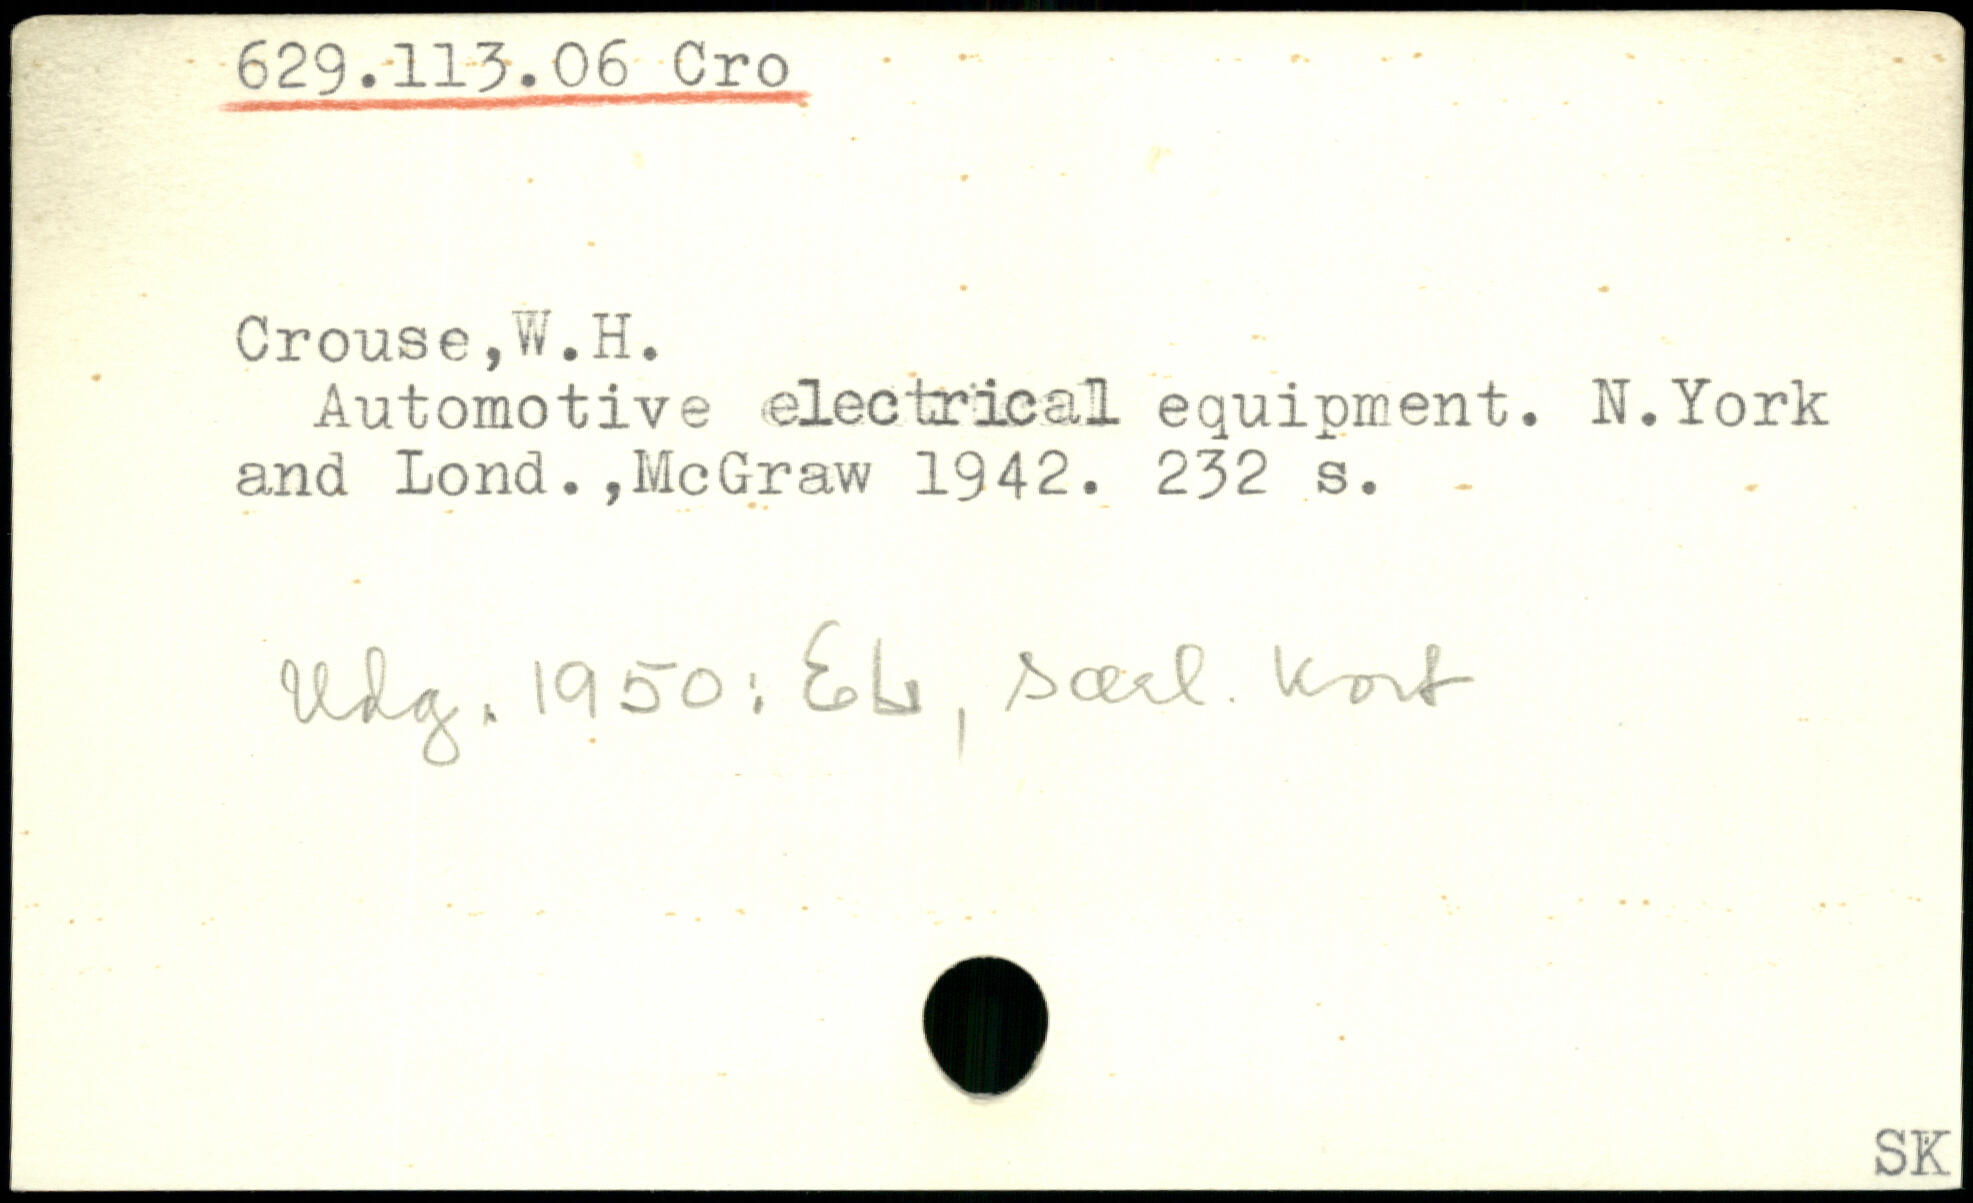 629.113.06 Cro
Crouse,W.H.
Automotive electrical equipment. N.York
and Lond.,McGraw 1942. 232 s.
Udg. 1950: Eb, særl. Kort
SK